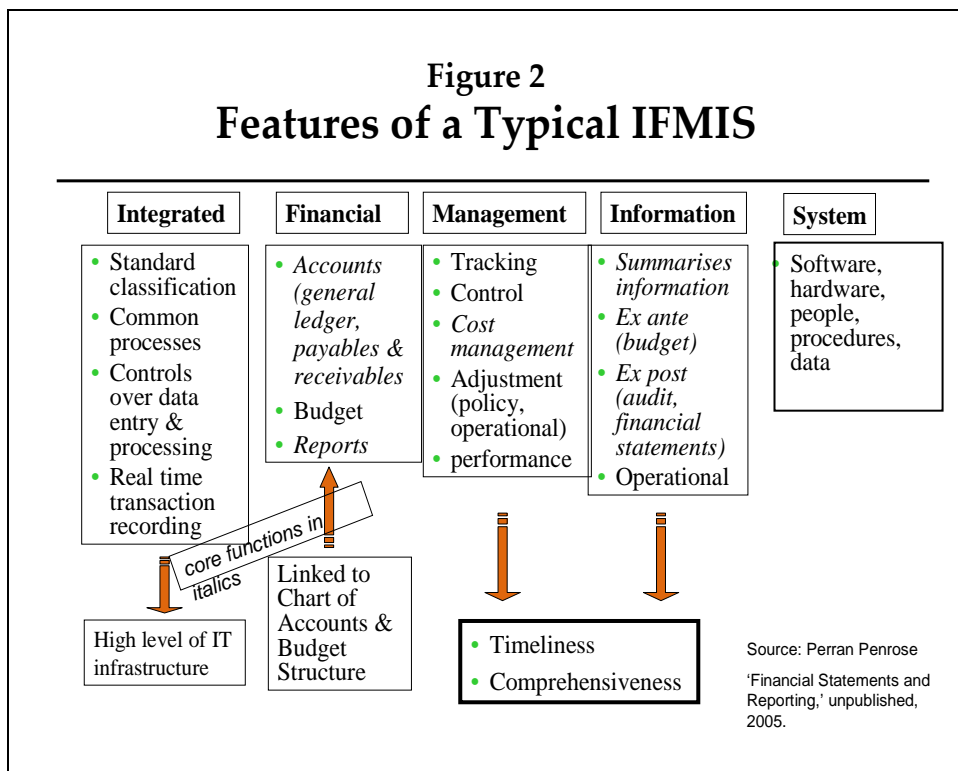 Figure 2
Features of a Typical IFMIS
Integrated
• Standard
classification
• Common
processes
• Controls
over data
entry &
processing
• Real time
transaction
recording
Financial
• Accounts
(general
ledger,
payables &
receivables
• Budget
• Reports
Management
• Tracking
• Control
• Cost
management
• Adjustment
(policy,
operational)
• performance
Information
• Summarises
information
• Ex ante
(budget)
• Ex post
(audit,
financial
statements)
• Operational
System
• Software,
hardware,
people,
procedures,
data
core functions in
italics
High level of IT
infrastructure
Linked to
Chart of
Accounts &
Budget
Structure
• Timeliness
• Comprehensiveness
Source: Perran Penrose
‘Financial Statements and
Reporting,’ unpublished,
2005.